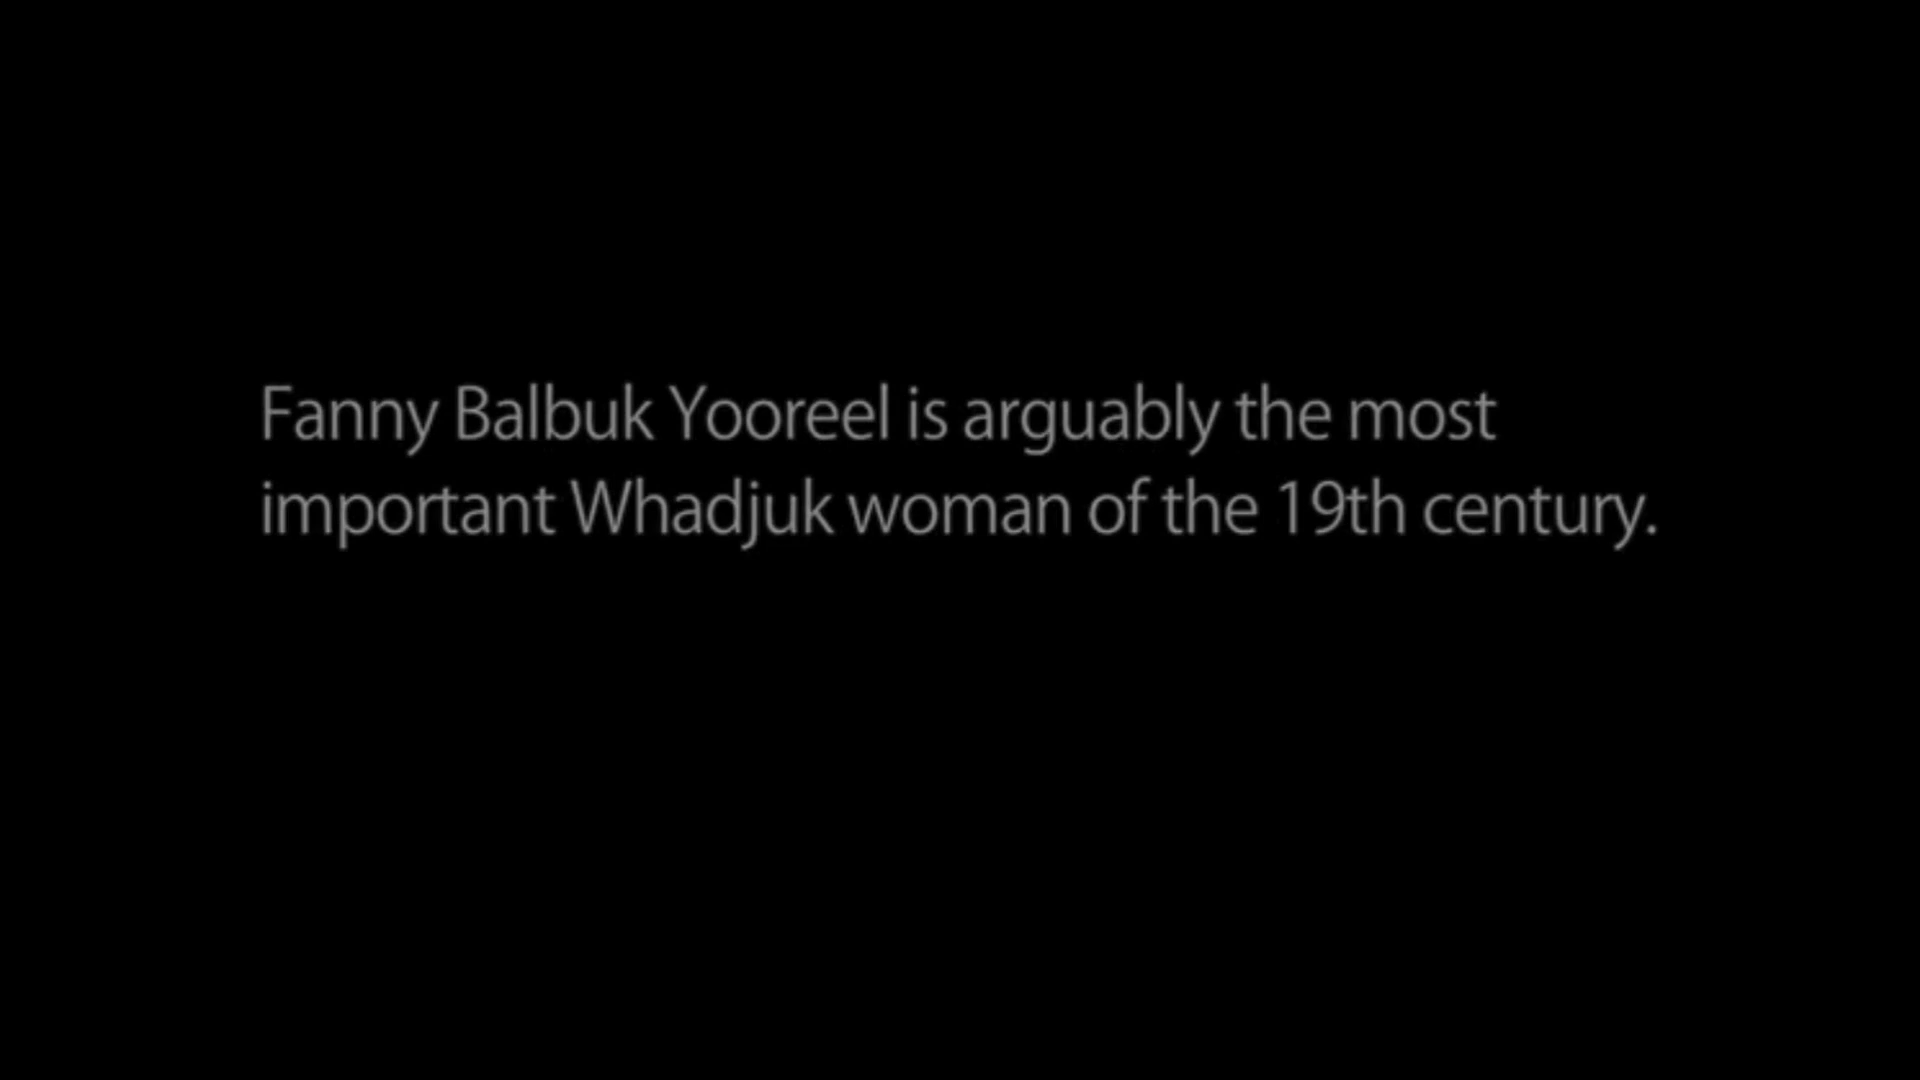 Fanny Balbuk Yooreel is arguably the most
important Whadjuk woman of the 19th century.